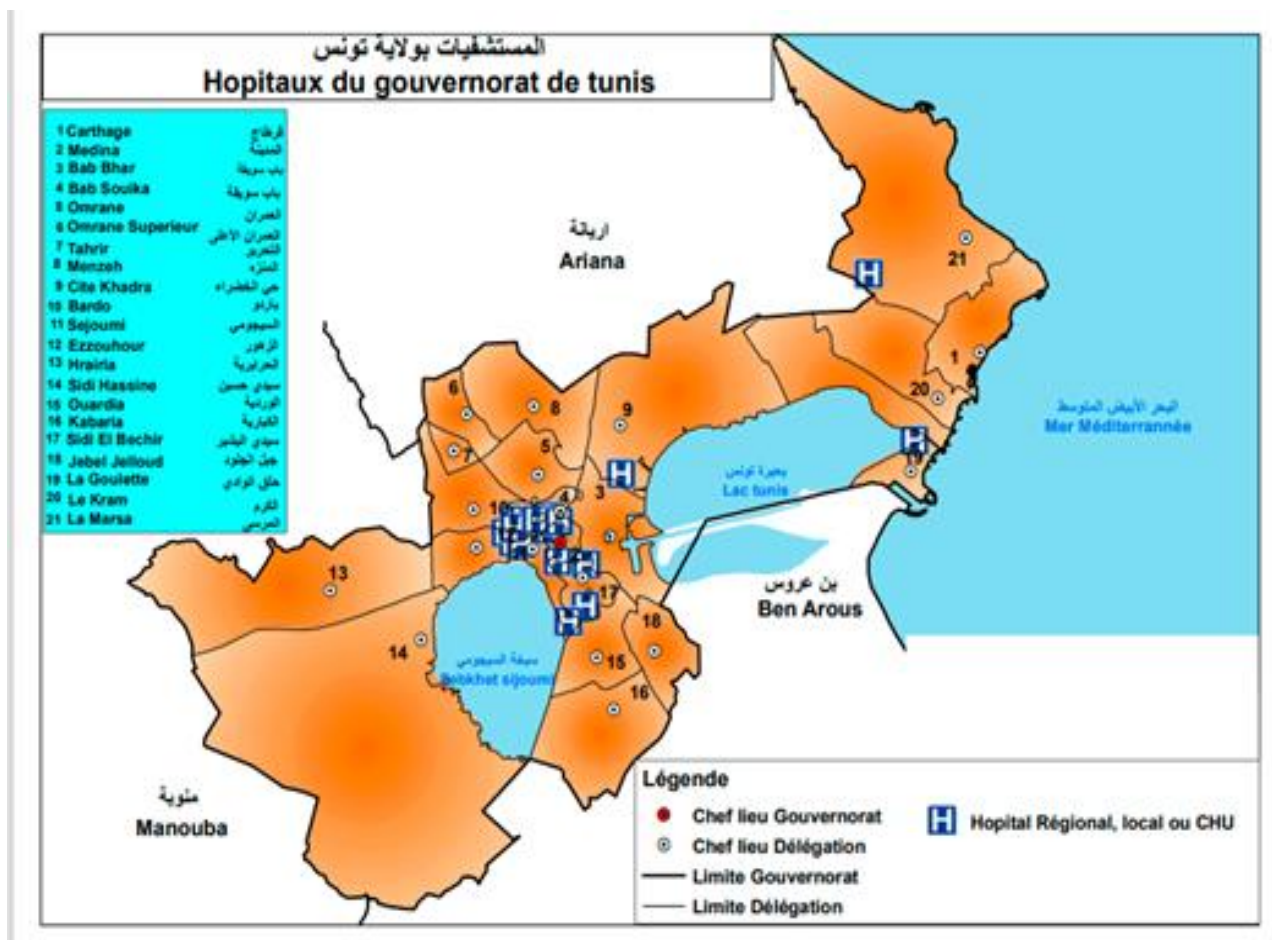 المستشفيات بولاية تونس
Hopitaux du gouvernorat de tunis
1 Carthage قرطاج
2 Medina المدينة
3 Bab Bhar باب سويقة
4 Bab Souika باب سويقة
8 Omrane العمران
6 Omrane Superieur العمران الأعلى
7 Tahrir التحرير
8 Menzeh المنزه
9 Cite Khadra حي الخضراء
10 Bardo باردو
11 Sejoumi السيجومي
12 Ezzouhour الزهور
13 Hrairia الحرايرية
14 Sidi Hassine سيدي حسين
15 Ouardia الوردية
16 Kabaria الكبارية
17 Sidi El Bechir سيدي البشير
18 Jebel Jelloud جبل الجلود
19 La Goulette حلق الوادي
20 Le Kram الكرم
21 La Marsa المرسى
اريانة
Ariana
21
1
20
19
البحر الأبيض المتوسط
Mer Méditerrannée
6
8
9
7
5
بحيرة تونس
Lac tunis
4
3
10
H
بن عروس
Ben Arous
13
17
18
14
15
16
سبخة السيجومي
Sebkhet sijoumi
منوبة
Manouba
Légende
Chef lieu Gouvernorat
Chef lieu Délégation
Limite Gouvernorat
Limite Délégation
H Hopital Régional, local ou CHU